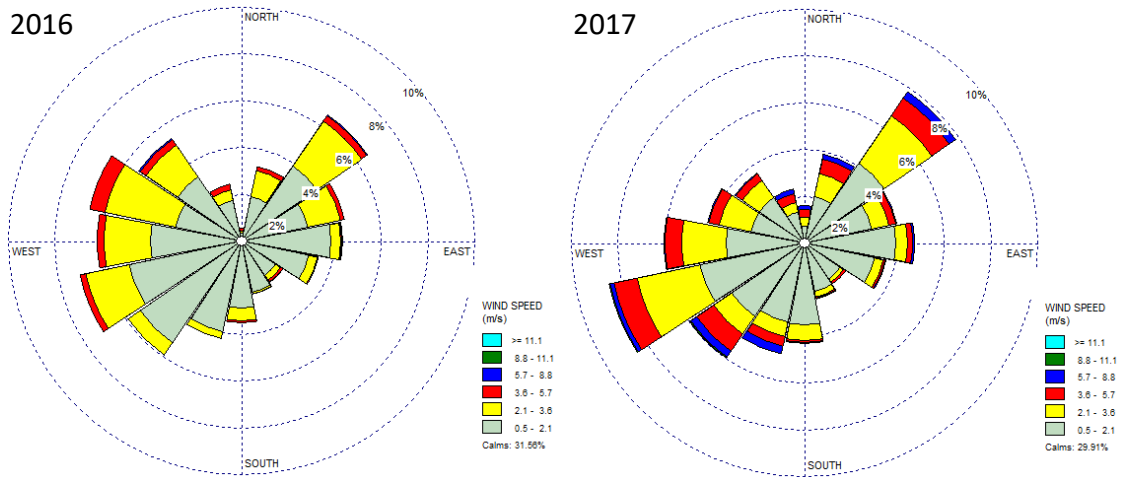 2016
NORTH
10%
8%
6%
4%
2%
WEST
EAST
SOUTH
WIND SPEED
(m/s)
>= 11.1
8.8 - 11.1
5.7 - 8.8
3.6 - 5.7
2.1 - 3.6
0.5 - 2.1
Calms: 31.56%
2017
NORTH
10%
8%
6%
4%
2%
WEST
EAST
SOUTH
WIND SPEED
(m/s)
>= 11.1
8.8 - 11.1
5.7 - 8.8
3.6 - 5.7
2.1 - 3.6
0.5 - 2.1
Calms: 29.91%